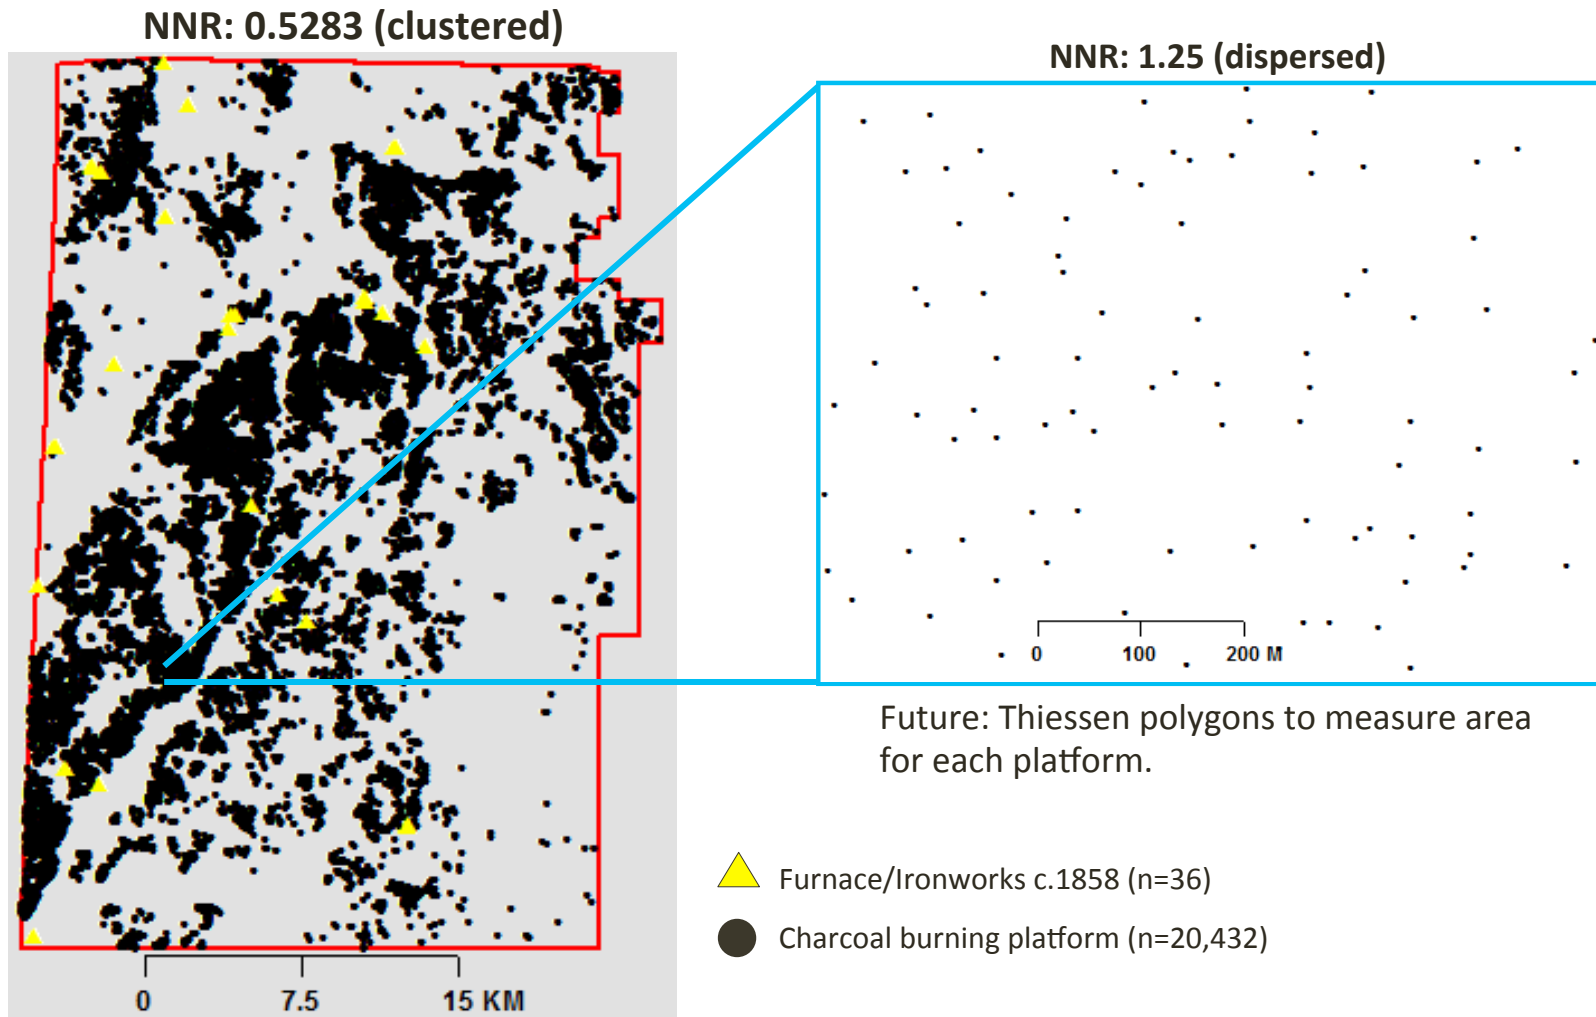 NNR: 0.5283 (clustered)
NNR: 1.25 (dispersed)
0 100 200 M
Future: Thiessen polygons to measure area
for each platform.
Furnace/Ironworks c.1858 (n=36)
Charcoal burning platform (n=20,432)
0 7.5 15 KM